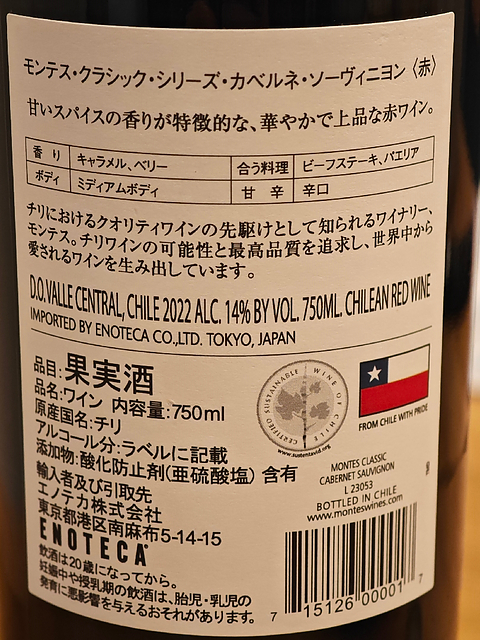 モンテス・クラシック・シリーズ・カベルネ・ソーヴィニヨン〈赤〉
甘いスパイスの香りが特徴的な、華やかで上品な赤ワイン。
香り キャラメル、ベリー 合う料理 ビーフステーキ、パエリア
ボディ ミディアムボディ 甘辛 辛口
チリにおけるクオリティワインの先駆けとして知られるワイナリー、
モンテス。チリワインの可能性と最高品質を追求し、世界中から
愛されるワインを生み出しています。
D.O.VALLE CENTRAL, CHILE 2022 ALC. 14% BY VOL. 750ML. CHILEAN RED WINE
IMPORTED BY ENOTECA CO.,LTD. TOKYO, JAPAN
品目:果実酒
品名:ワイン 内容量:750ml
原産国名:チリ
アルコール分:ラベルに記載
添加物:酸化防止剤(亜硫酸塩) 含有
輸入者及び引取先
エノテカ株式会社
東京都港区南麻布5-14-15
ENOTECA
飲酒は20歳になってから。
妊娠中や授乳期の飲酒は、胎児・乳児の
発育に悪影響を与えるおそれがあります。
CERTIFIED SUSTAINABLE WINE OF CHILE
www.sustentavid.org
FROM CHILE WITH PRIDE
MONTES CLASSIC
CABERNET SAUVIGNON
L 23053
BOTTLED IN CHILE
www.monteswines.com
7 15126 00001 7